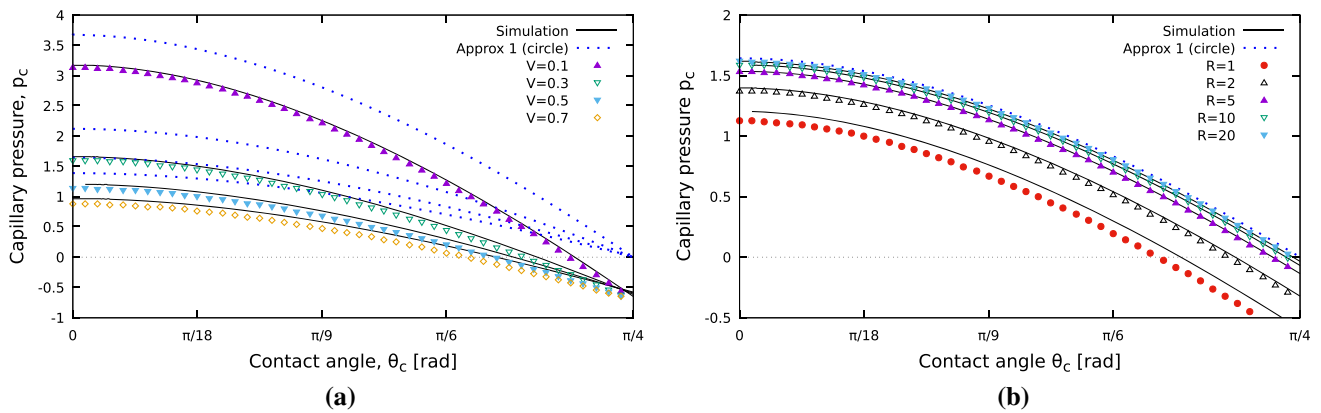 4
3.5
3
2.5
2
1.5
1
0.5
0
-0.5
-1
Capillary pressure, p_c
Simulation
Approx 1 (circle)
V=0.1
V=0.3
V=0.5
V=0.7
0
π/18
π/9
π/6
π/4
Contact angle, θ_c [rad]
(a)
2
1.5
1
0.5
0
-0.5
Capillary pressure p_c
Simulation
Approx 1 (circle)
R=1
R=2
R=5
R=10
R=20
0
π/18
π/9
π/6
π/4
Contact angle θ_c [rad]
(b)